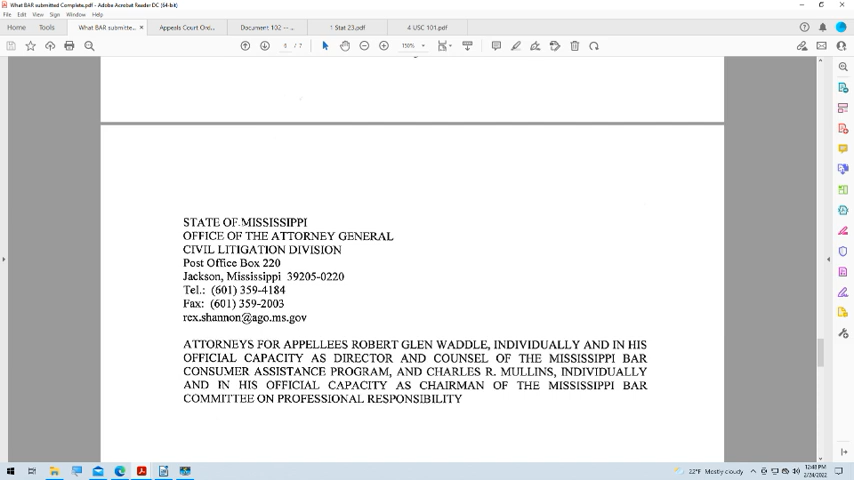 What BAR submitted Complete.pdf - Adobe Acrobat Reader DC (64-bit)
File Edit View Sign Window Help
Home Tools What BAR submitte... × Appeals Court Ord... Document 102 --... 1 Stat 23.pdf 4 USC 101.pdf
/ 7 150%
STATE OF MISSISSIPPI
OFFICE OF THE ATTORNEY GENERAL
CIVIL LITIGATION DIVISION
Post Office Box 220
Jackson, Mississippi 39205-0220
Tel.: (601) 359-4184
Fax: (601) 359-2003
rex.shannon@ago.ms.gov
ATTORNEYS FOR APPELLEES ROBERT GLEN WADDLE, INDIVIDUALLY AND IN HIS
OFFICIAL CAPACITY AS DIRECTOR AND COUNSEL OF THE MISSISSIPPI BAR
CONSUMER ASSISTANCE PROGRAM, AND CHARLES R. MULLINS, INDIVIDUALLY
AND IN HIS OFFICIAL CAPACITY AS CHAIRMAN OF THE MISSISSIPPI BAR
COMMITTEE ON PROFESSIONAL RESPONSIBILITY
22°F Mostly cloudy
12:48 PM
2/24/2022